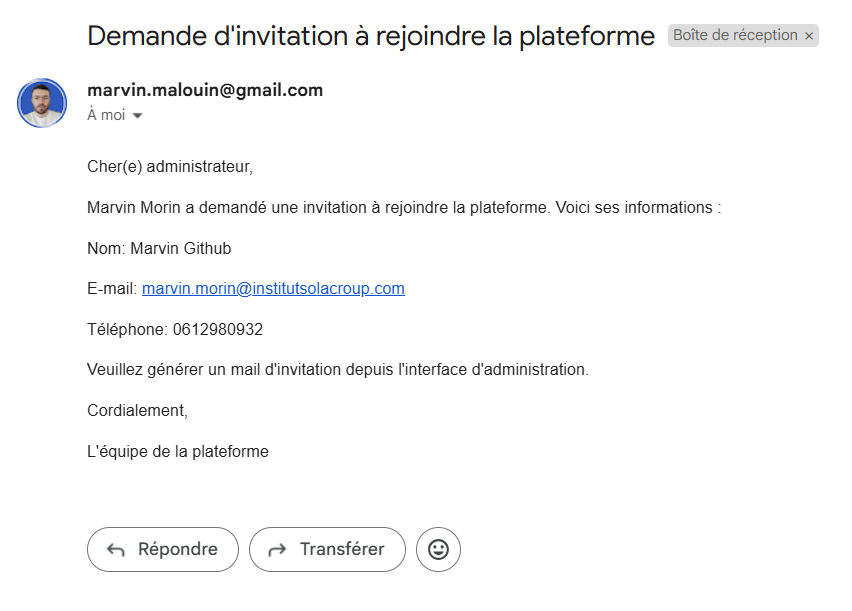 Demande d'invitation à rejoindre la plateforme Boîte de réception ×
marvin.malouin@gmail.com
À moi
Cher(e) administrateur,
Marvin Morin a demandé une invitation à rejoindre la plateforme. Voici ses informations :
Nom: Marvin Github
E-mail: marvin.morin@institutsolacroup.com
Téléphone: 0612980932
Veuillez générer un mail d'invitation depuis l'interface d'administration.
Cordialement,
L'équipe de la plateforme
Répondre Transférer